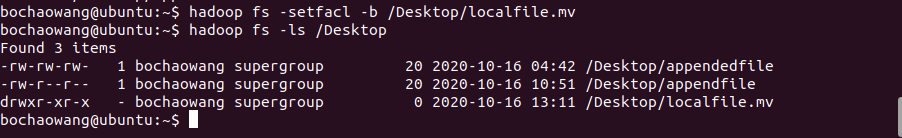 bochaowang@ubuntu:~$ hadoop fs -setfacl -b /Desktop/localfile.mv
bochaowang@ubuntu:~$ hadoop fs -ls /Desktop
Found 3 items
-rw-rw-rw-   1 bochaowang supergroup         20 2020-10-16 04:42 /Desktop/appendedfile
-rw-r--r--   1 bochaowang supergroup         20 2020-10-16 10:51 /Desktop/appendfile
drwxr-xr-x   - bochaowang supergroup          0 2020-10-16 13:11 /Desktop/localfile.mv
bochaowang@ubuntu:~$